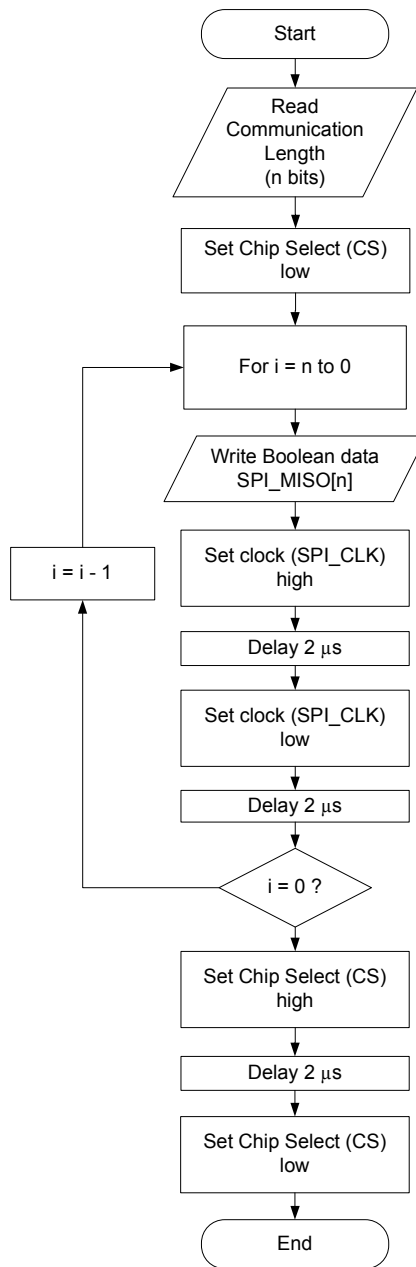 Start
Read
Communication
Length
(n bits)
Set Chip Select (CS)
low
For i = n to 0
Write Boolean data
SPI_MISO[n]
Set clock (SPI_CLK)
high
i = i - 1
Delay 2 μs
Set clock (SPI_CLK)
low
Delay 2 μs
i = 0 ?
Set Chip Select (CS)
high
Delay 2 μs
Set Chip Select (CS)
low
End